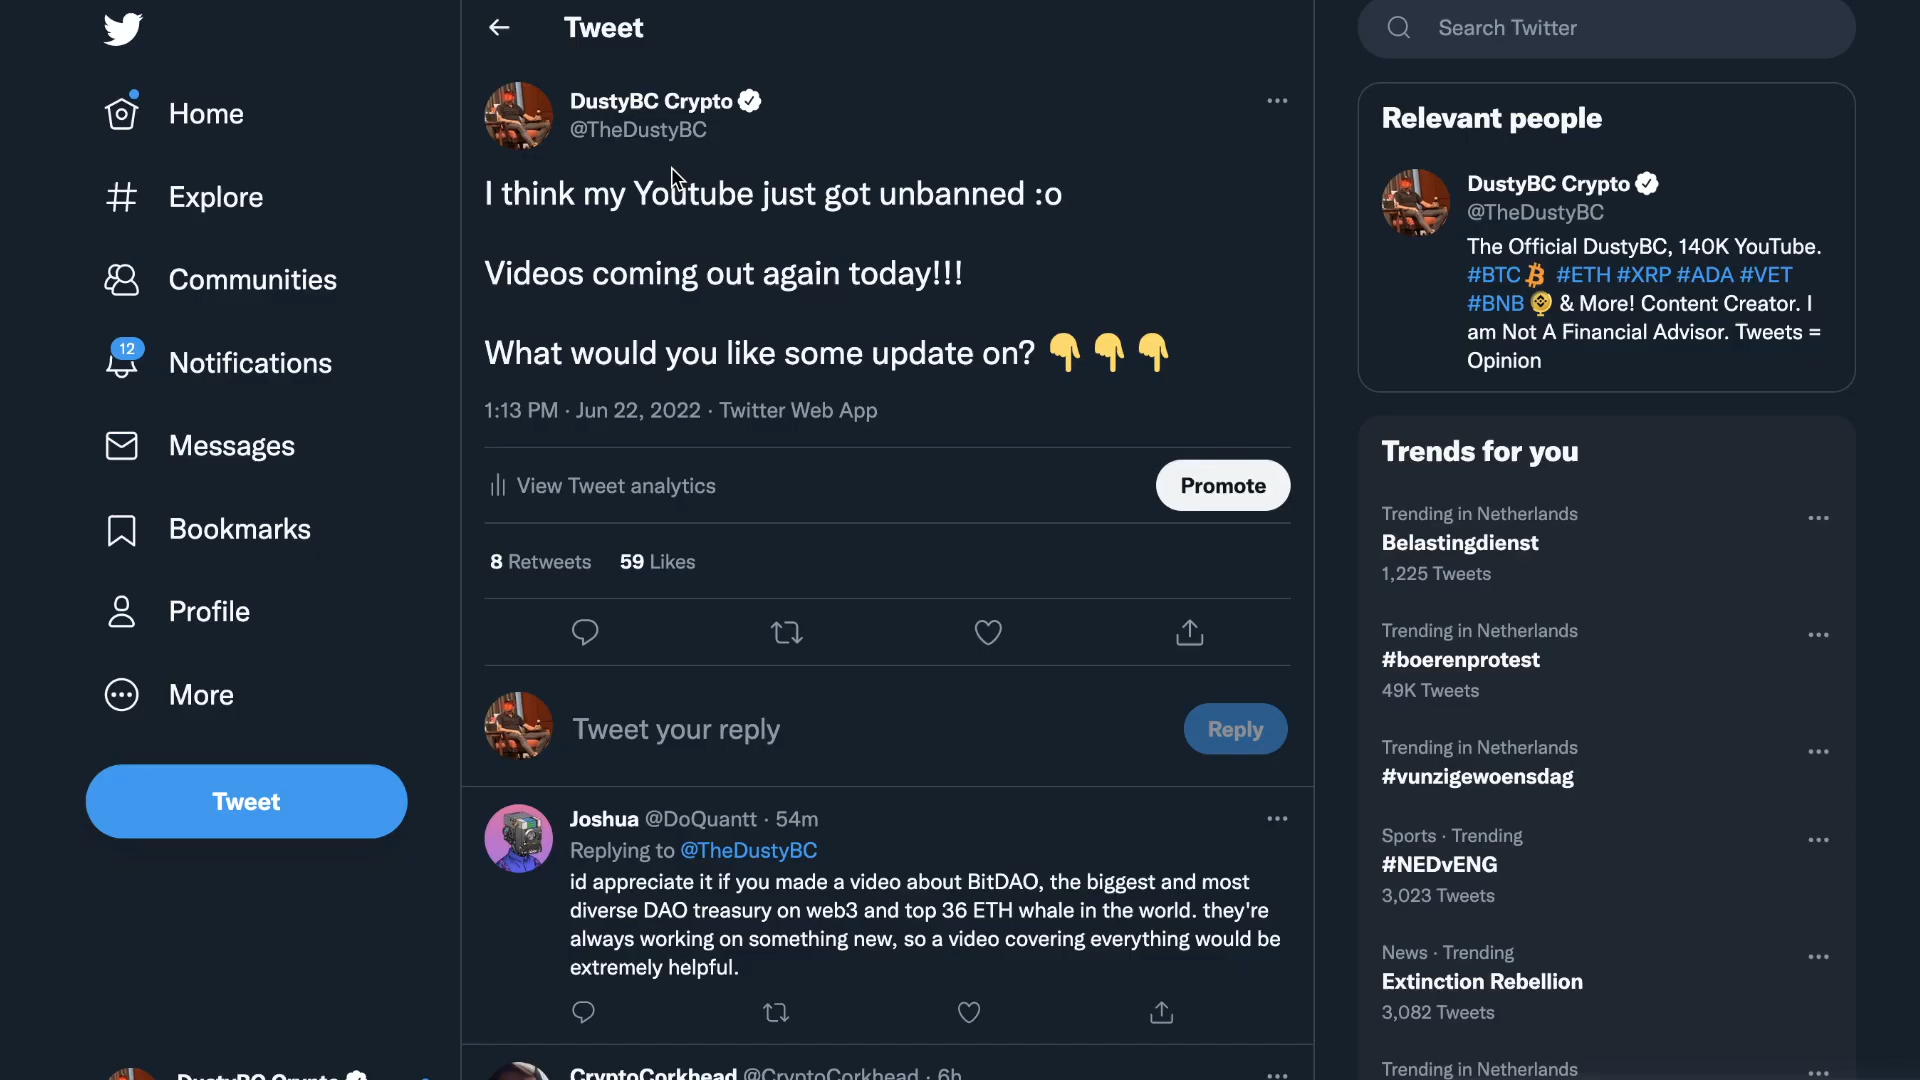 Home
Explore
Communities
12
Notifications
Messages
Bookmarks
Profile
More
Tweet
Tweet
DustyBC Crypto
@TheDustyBC
I think my Youtube just got unbanned :o
Videos coming out again today!!!
What would you like some update on? 👇👇👇
1:13 PM · Jun 22, 2022 · Twitter Web App
View Tweet analytics
Promote
8 Retweets 59 Likes
Tweet your reply
Reply
Joshua @DoQuantt · 54m
Replying to @TheDustyBC
id appreciate it if you made a video about BitDAO, the biggest and most
diverse DAO treasury on web3 and top 36 ETH whale in the world. they're
always working on something new, so a video covering everything would be
extremely helpful.
CryptoCorkhead @CryptoCorkhead · 6h
Search Twitter
Relevant people
DustyBC Crypto
@TheDustyBC
The Official DustyBC, 140K YouTube.
#BTC #ETH #XRP #ADA #VET
#BNB & More! Content Creator. I
am Not A Financial Advisor. Tweets =
Opinion
Trends for you
Trending in Netherlands
Belastingdienst
1,225 Tweets
Trending in Netherlands
#boerenprotest
49K Tweets
Trending in Netherlands
#vunzigewoensdag
Sports · Trending
#NEDvENG
3,023 Tweets
News · Trending
Extinction Rebellion
3,082 Tweets
Trending in Netherlands
DustyBC Crypto